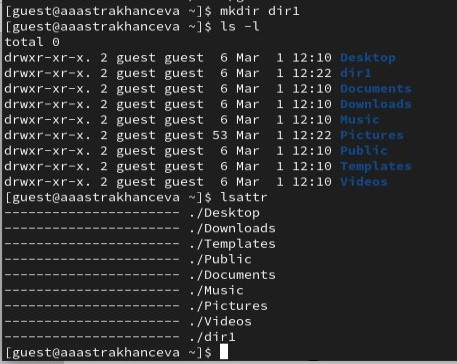 [guest@aaastrakhanceva ~]$ mkdir dir1
[guest@aaastrakhanceva ~]$ ls -l
total 0
drwxr-xr-x. 2 guest guest  6 Mar  1 12:10 Desktop
drwxr-xr-x. 2 guest guest  6 Mar  1 12:22 dir1
drwxr-xr-x. 2 guest guest  6 Mar  1 12:10 Documents
drwxr-xr-x. 2 guest guest  6 Mar  1 12:10 Downloads
drwxr-xr-x. 2 guest guest  6 Mar  1 12:10 Music
drwxr-xr-x. 2 guest guest 53 Mar  1 12:22 Pictures
drwxr-xr-x. 2 guest guest  6 Mar  1 12:10 Public
drwxr-xr-x. 2 guest guest  6 Mar  1 12:10 Templates
drwxr-xr-x. 2 guest guest  6 Mar  1 12:10 Videos
[guest@aaastrakhanceva ~]$ lsattr
---------------------- ./Desktop
---------------------- ./Downloads
---------------------- ./Templates
---------------------- ./Public
---------------------- ./Documents
---------------------- ./Music
---------------------- ./Pictures
---------------------- ./Videos
---------------------- ./dir1
[guest@aaastrakhanceva ~]$